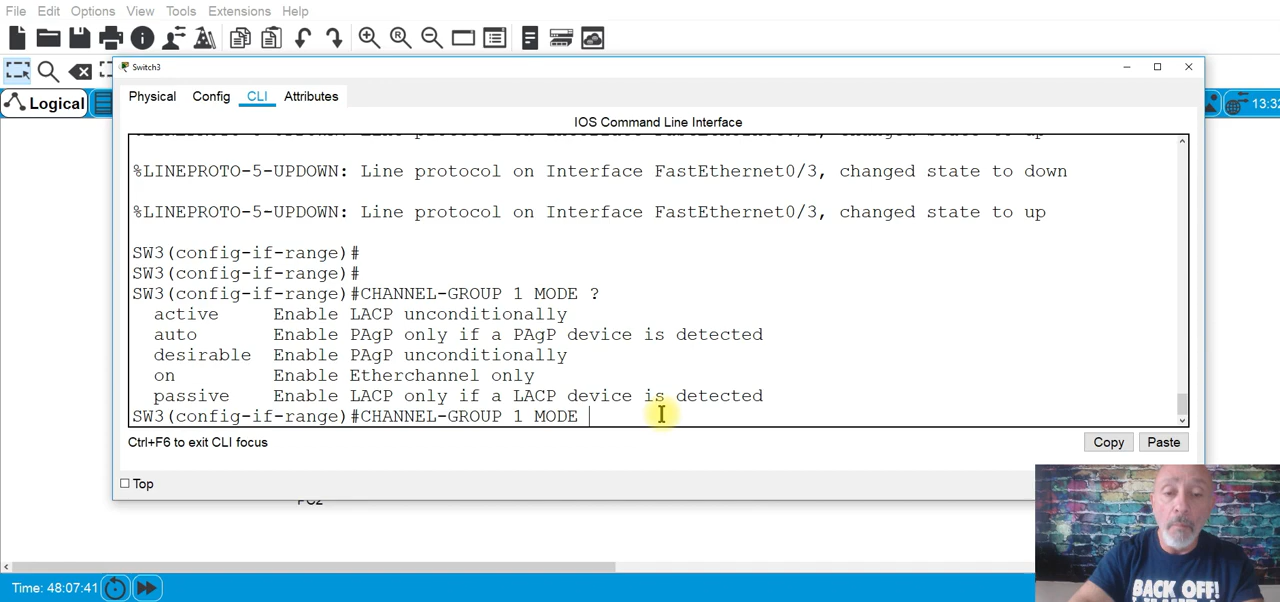 File Edit Options View Tools Extensions Help
Switch3
Logical
13:32
Physical Config CLI Attributes
IOS Command Line Interface
%LINEPROTO-5-UPDOWN: Line protocol on Interface FastEthernet0/3, changed state to down
%LINEPROTO-5-UPDOWN: Line protocol on Interface FastEthernet0/3, changed state to up
SW3(config-if-range)#
SW3(config-if-range)#
SW3(config-if-range)#CHANNEL-GROUP 1 MODE ?
active Enable LACP unconditionally
auto Enable PAgP only if a PAgP device is detected
desirable Enable PAgP unconditionally
on Enable Etherchannel only
passive Enable LACP only if a LACP device is detected
SW3(config-if-range)#CHANNEL-GROUP 1 MODE
Ctrl+F6 to exit CLI focus
Copy Paste
Top
PC2
Time: 48:07:41
BACK OFF!